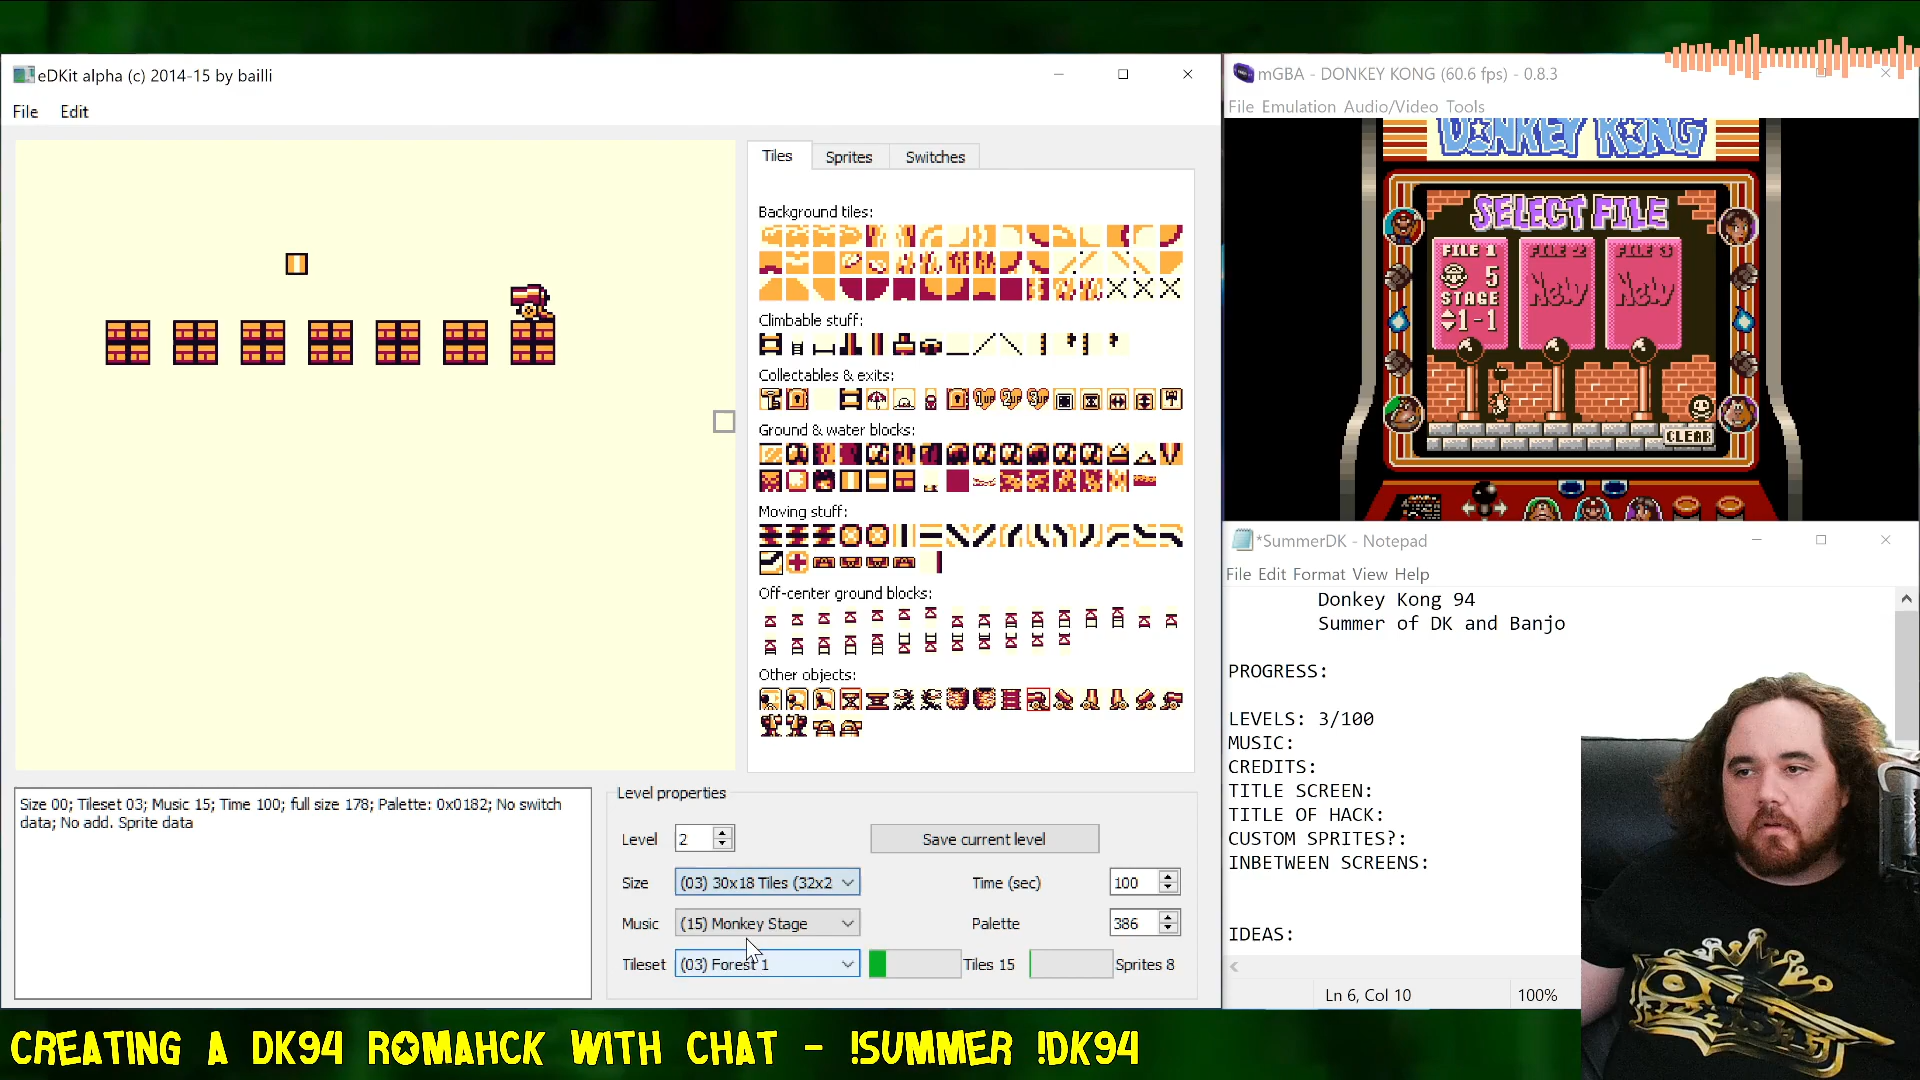 eDKit alpha (c) 2014-15 by bailli
File Edit
Tiles Sprites Switches
Background tiles:
Climbable stuff:
Collectables & exits:
Ground & water blocks:
Moving stuff:
Off-center ground blocks:
Other objects:
Size 00; Tileset 03; Music 15; Time 100; full size 178; Palette: 0x0182; No switch
data; No add. Sprite data
Level properties
Level 2 Save current level
Size (03) 30x18 Tiles (32x2 Time (sec) 100
Music (15) Monkey Stage Palette 386
Tileset (03) Forest 1 Tiles 15 Sprites 8
mGBA - DONKEY KONG (60.6 fps) - 0.8.3
File Emulation Audio/Video Tools
DONKEY KONG
SELECT FILE
FILE 1 FILE 2 FILE 3
5 New New
STAGE
1-1
CLEAR
*SummerDK - Notepad
File Edit Format View Help
Donkey Kong 94
Summer of DK and Banjo
PROGRESS:
LEVELS: 3/100
MUSIC:
CREDITS:
TITLE SCREEN:
TITLE OF HACK:
CUSTOM SPRITES?:
INBETWEEN SCREENS:
IDEAS:
Ln 6, Col 10 100%
CREATING A DK94 ROMAHCK WITH CHAT - !SUMMER !DK94